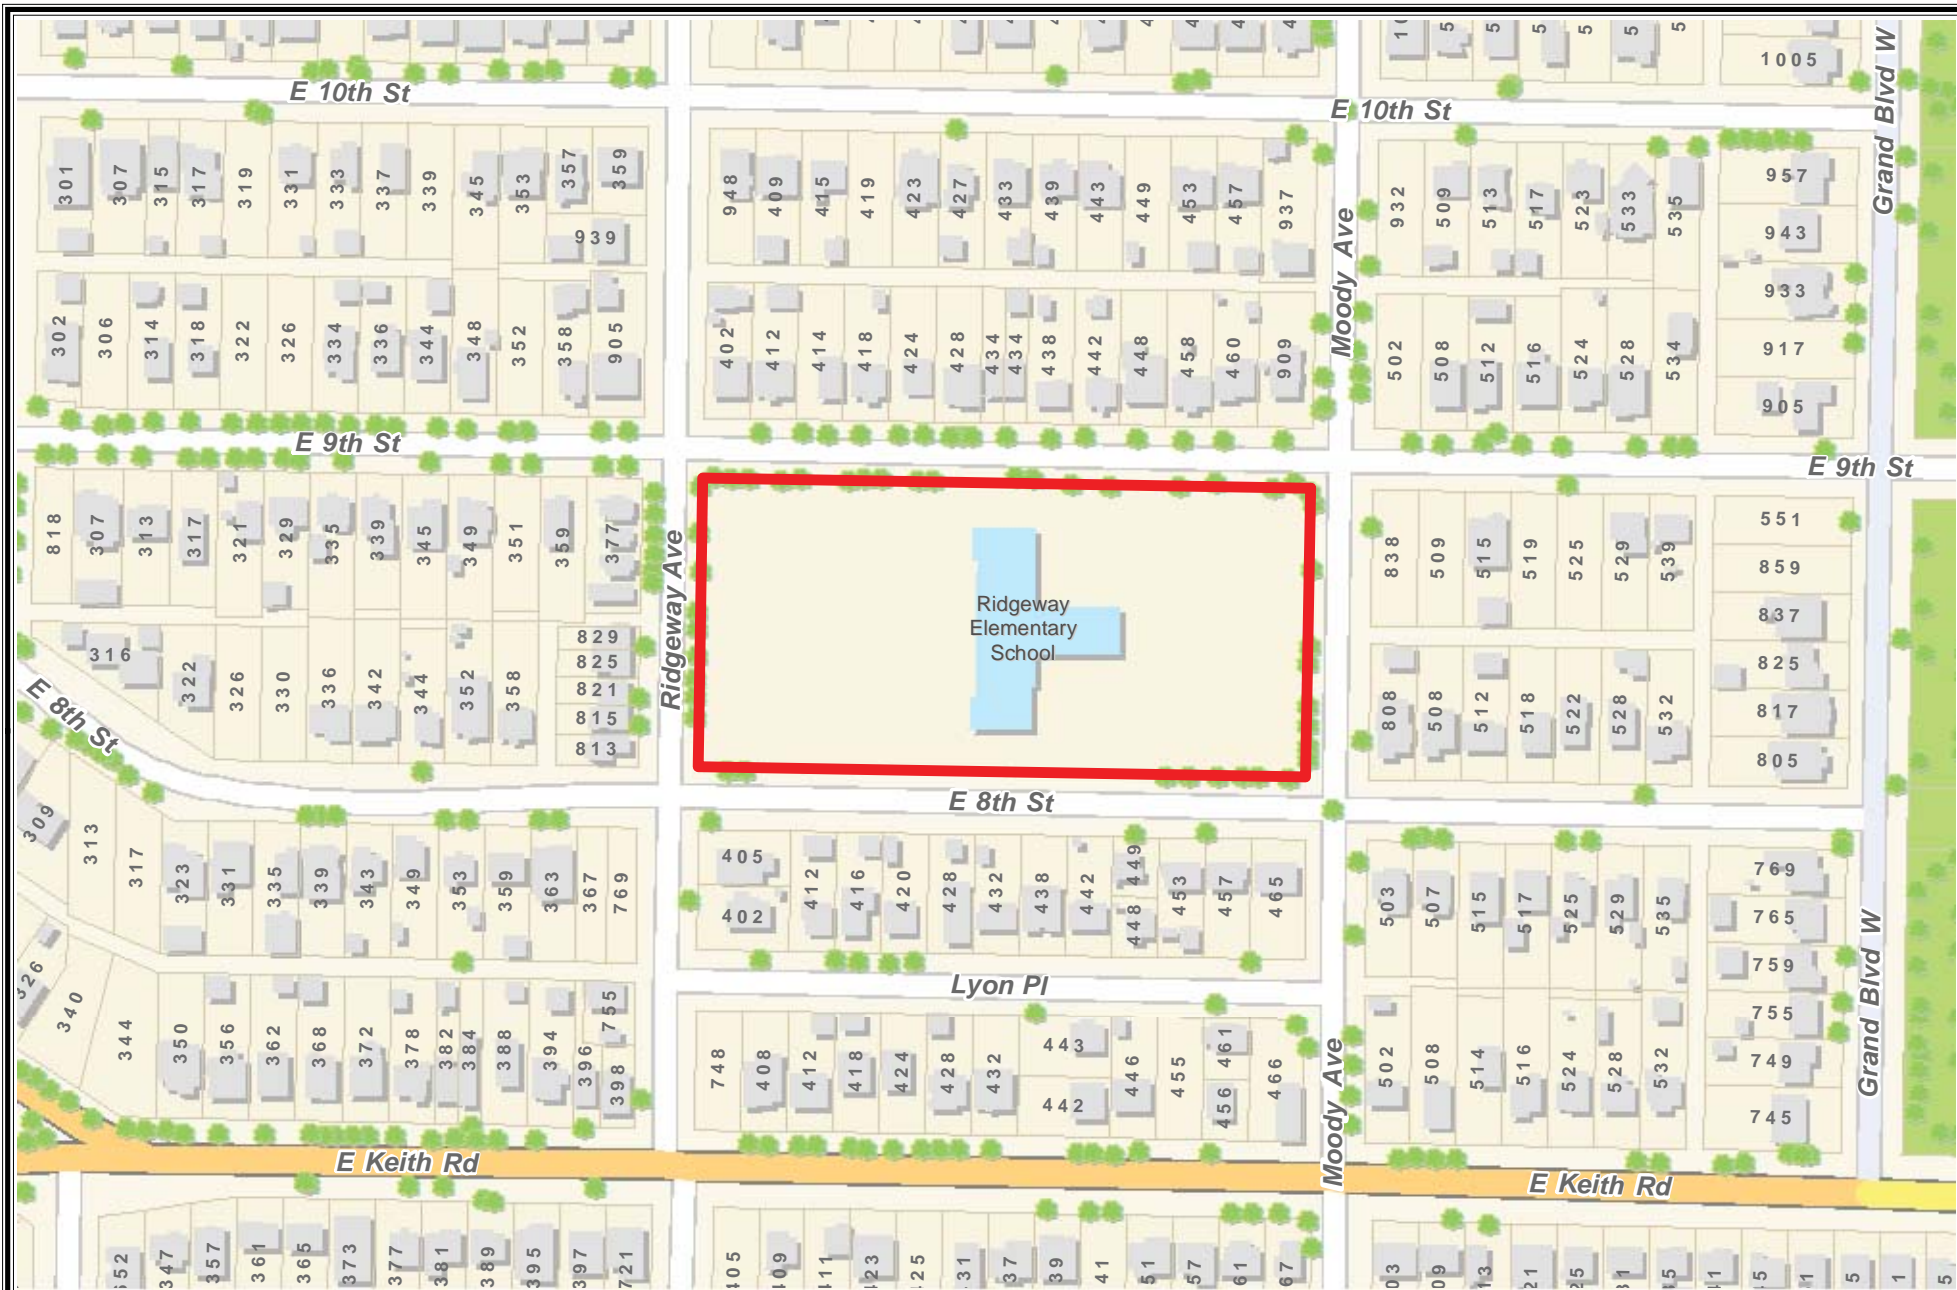 1005
E 10th St
E 10th St
Grand Blvd W
301 307 315 317 319 331 333 337 339 345 353 357 359
939
948 409 415 419 423 427 433 439 443 449 453 457 937
932 509 513 517 523 533 535
957
943
933
917
905
Moody Ave
302 306 314 318 322 326 334 336 344 348 352 358 905
402 412 414 418 424 428 434 434 438 442 448 458 460 909
502 508 512 516 524 528 534
E 9th St
E 9th St
818 307 313 317 321 329 335 339 345 349 351 359 377
Ridgeway Ave
Ridgeway
Elementary
School
838 509 515 519 525 529 539
551
859
837
825
817
805
316 322 326 330 336 342 344 352 358
829
825
821
815
813
808 508 512 518 522 528 532
E 8th St
E 8th St
309 313 317 323 331 335 339 343 349 353 359 363 367 769
405
402
412 416 420 428 432 438 442 449 448 453 457 465
503 507 515 517 525 529 535
769
765
759
755
749
745
Grand Blvd W
Lyon Pl
326 340 344 350 356 362 368 372 378 382 384 388 394 396 755 398
748 408 412 418 424 428 432
443
442
446 455 461 456 466
Moody Ave
502 508 514 516 524 528 532
E Keith Rd
E Keith Rd
347 357 361 365 373 377 381 389 395 397 721
405 409 411 423